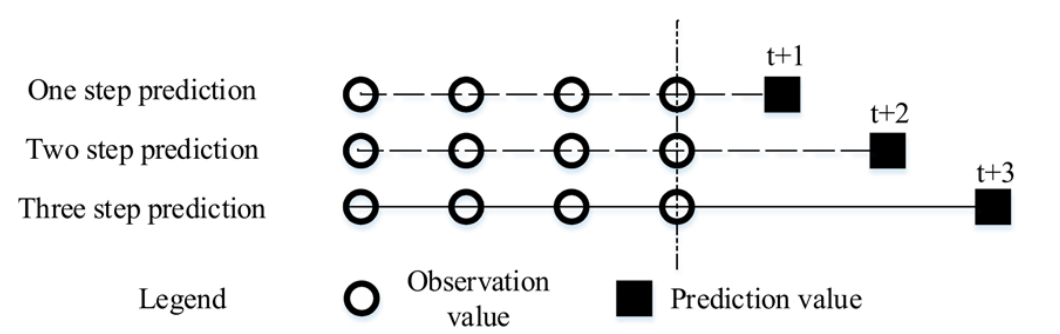 t+1
One step prediction
t+2
Two step prediction
t+3
Three step prediction
Legend
Observation
value
Prediction value